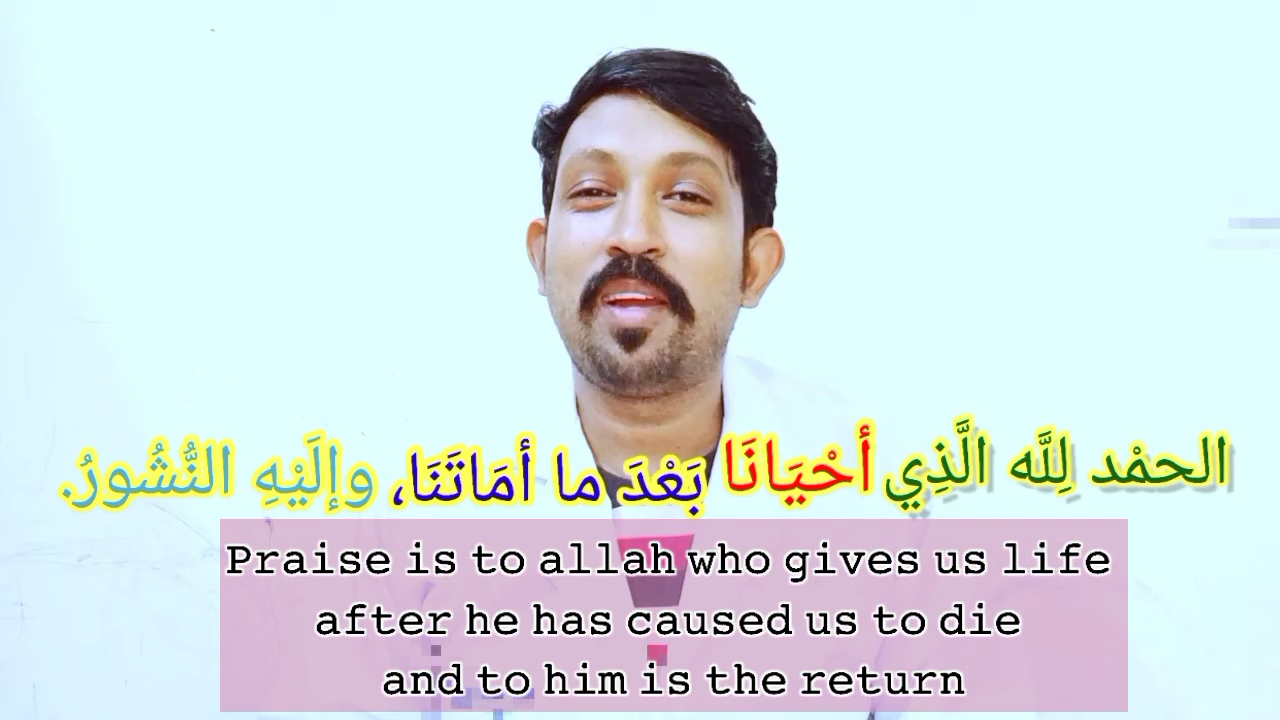 الحمْد لِلَّه الَّذِي أحْيَانَا بَعْدَ ما أمَاتَنَا، وإلَيْهِ النُّشُورُ.
Praise is to allah who gives us life
after he has caused us to die
and to him is the return